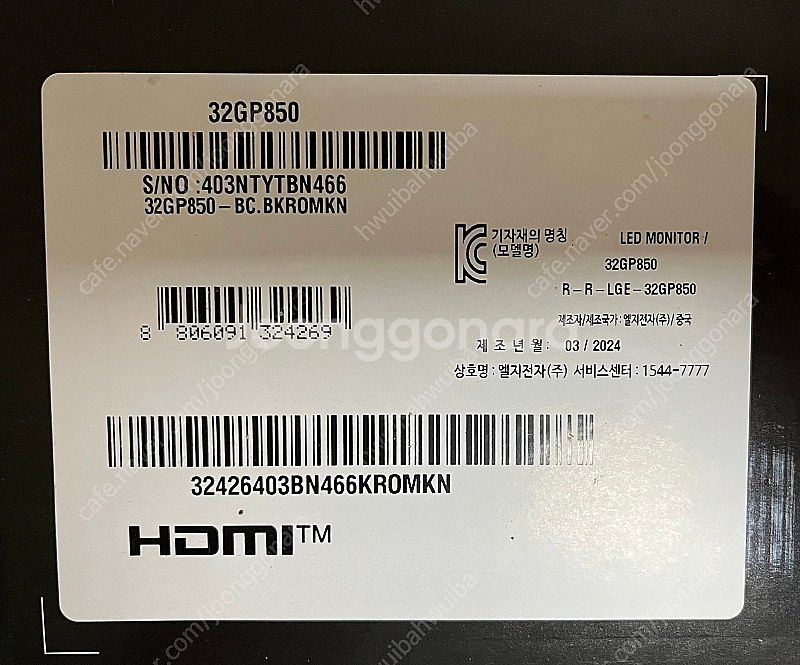 32GP850
S/NO :403NTYTBN466
32GP850-BC.BKROMKN
기자재의 명칭
(모델명)
LED MONITOR /
32GP850
R-R-LGE-32GP850
제조자/제조국가 : 엘지전자(주) / 중국
제 조 년 월 : 03 / 2024
상호명 : 엘지전자(주) 서비스센터 : 1544-7777
8 806091 324269
32426403BN466KROMKN
HDMI™
joonggonara
cafe.naver.com/joonggonara
hwuibahwuiba